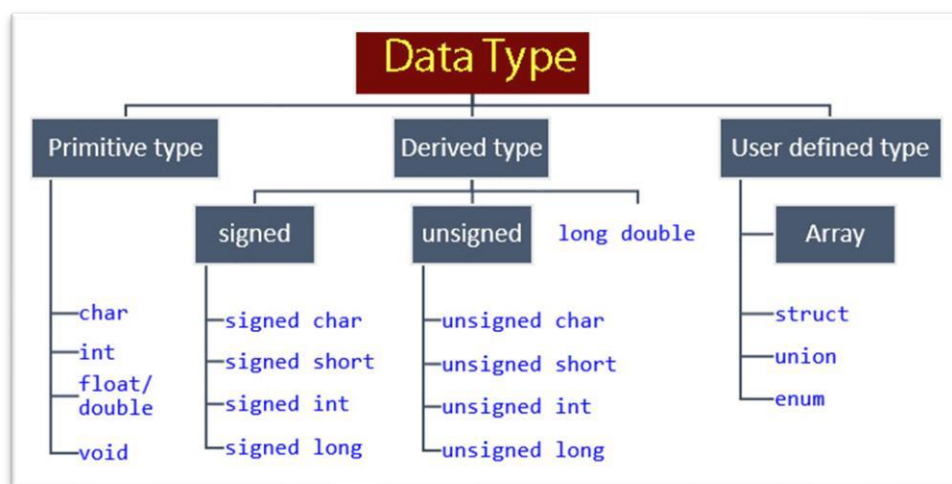 Data Type
Primitive type
Derived type
User defined type
signed
unsigned
long double
Array
char
int
float/
double
void
signed char
signed short
signed int
signed long
unsigned char
unsigned short
unsigned int
unsigned long
struct
union
enum